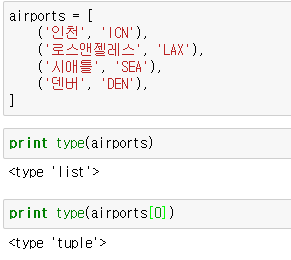 airports = [
    ('인천', 'ICN'),
    ('로스앤젤레스', 'LAX'),
    ('시애틀', 'SEA'),
    ('덴버', 'DEN'),
]
print type(airports)
<type 'list'>
print type(airports[0])
<type 'tuple'>